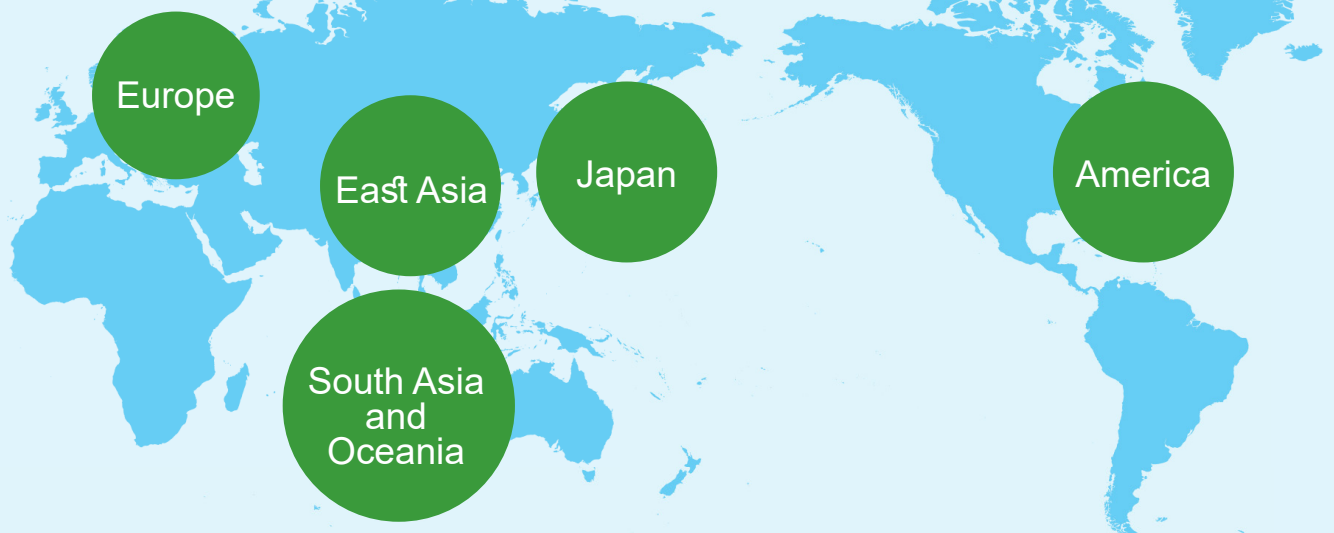 Europe
East Asia
Japan
America
South Asia
and
Oceania